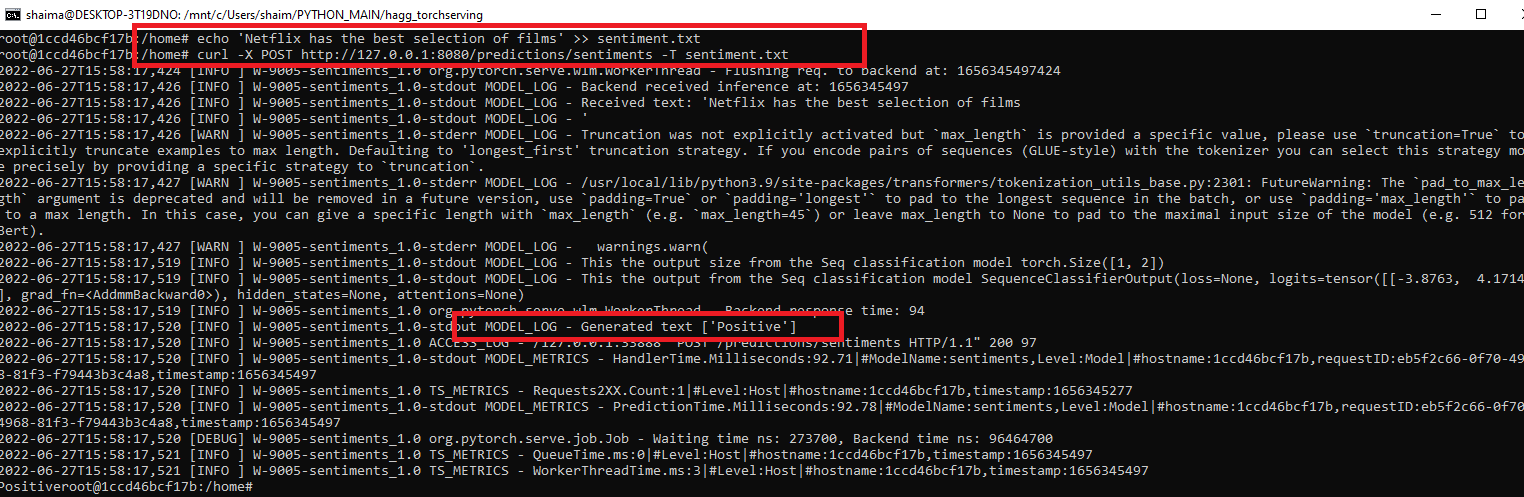 shaima@DESKTOP-3T19DNO: /mnt/c/Users/shaim/PYTHON_MAIN/hagg_torchserving
root@1ccd46bcf17b:/home# echo 'Netflix has the best selection of films' >> sentiment.txt
root@1ccd46bcf17b:/home# curl -X POST http://127.0.0.1:8080/predictions/sentiments -T sentiment.txt
2022-06-27T15:58:17,424 [INFO ] W-9005-sentiments_1.0 org.pytorch.serve.wlm.WorkerThread - Flushing req. to backend at: 1656345497424
2022-06-27T15:58:17,426 [INFO ] W-9005-sentiments_1.0-stdout MODEL_LOG - Backend received inference at: 1656345497
2022-06-27T15:58:17,426 [INFO ] W-9005-sentiments_1.0-stdout MODEL_LOG - Received text: 'Netflix has the best selection of films
2022-06-27T15:58:17,426 [INFO ] W-9005-sentiments_1.0-stdout MODEL_LOG - '
2022-06-27T15:58:17,426 [WARN ] W-9005-sentiments_1.0-stderr MODEL_LOG - Truncation was not explicitly activated but `max_length` is provided a specific value, please use `truncation=True` to
explicitly truncate examples to max length. Defaulting to 'longest_first' truncation strategy. If you encode pairs of sequences (GLUE-style) with the tokenizer you can select this strategy mo
e precisely by providing a specific strategy to `truncation`.
2022-06-27T15:58:17,427 [WARN ] W-9005-sentiments_1.0-stderr MODEL_LOG - /usr/local/lib/python3.9/site-packages/transformers/tokenization_utils_base.py:2301: FutureWarning: The `pad_to_max_le
gth` argument is deprecated and will be removed in a future version, use `padding=True` or `padding='longest'` to pad to the longest sequence in the batch, or use `padding='max_length'` to pa
 to a max length. In this case, you can give a specific length with `max_length` (e.g. `max_length=45`) or leave max_length to None to pad to the maximal input size of the model (e.g. 512 for
Bert).
2022-06-27T15:58:17,427 [WARN ] W-9005-sentiments_1.0-stderr MODEL_LOG -   warnings.warn(
2022-06-27T15:58:17,519 [INFO ] W-9005-sentiments_1.0-stdout MODEL_LOG - This the output size from the Seq classification model torch.Size([1, 2])
2022-06-27T15:58:17,519 [INFO ] W-9005-sentiments_1.0-stdout MODEL_LOG - This the output from the Seq classification model SequenceClassifierOutput(loss=None, logits=tensor([[-3.8763,  4.1714
], grad_fn=<AddmmBackward0>), hidden_states=None, attentions=None)
2022-06-27T15:58:17,519 [INFO ] W-9005-sentiments_1.0 org.pytorch.serve.wlm.WorkerThread - Backend response time: 94
2022-06-27T15:58:17,520 [INFO ] W-9005-sentiments_1.0-stdout MODEL_LOG - Generated text ['Positive']
2022-06-27T15:58:17,520 [INFO ] W-9005-sentiments_1.0 ACCESS_LOG - /127.0.0.1:33888 "POST /predictions/sentiments HTTP/1.1" 200 97
2022-06-27T15:58:17,520 [INFO ] W-9005-sentiments_1.0-stdout MODEL_METRICS - HandlerTime.Milliseconds:92.71|#ModelName:sentiments,Level:Model|#hostname:1ccd46bcf17b,requestID:eb5f2c66-0f70-49
8-81f3-f79443b3c4a8,timestamp:1656345497
2022-06-27T15:58:17,520 [INFO ] W-9005-sentiments_1.0 TS_METRICS - Requests2XX.Count:1|#Level:Host|#hostname:1ccd46bcf17b,timestamp:1656345277
2022-06-27T15:58:17,520 [INFO ] W-9005-sentiments_1.0-stdout MODEL_METRICS - PredictionTime.Milliseconds:92.78|#ModelName:sentiments,Level:Model|#hostname:1ccd46bcf17b,requestID:eb5f2c66-0f70
4968-81f3-f79443b3c4a8,timestamp:1656345497
2022-06-27T15:58:17,520 [DEBUG] W-9005-sentiments_1.0 org.pytorch.serve.job.Job - Waiting time ns: 273700, Backend time ns: 96464700
2022-06-27T15:58:17,521 [INFO ] W-9005-sentiments_1.0 TS_METRICS - QueueTime.ms:0|#Level:Host|#hostname:1ccd46bcf17b,timestamp:1656345497
2022-06-27T15:58:17,521 [INFO ] W-9005-sentiments_1.0 TS_METRICS - WorkerThreadTime.ms:3|#Level:Host|#hostname:1ccd46bcf17b,timestamp:1656345497
Positiveroot@1ccd46bcf17b:/home#